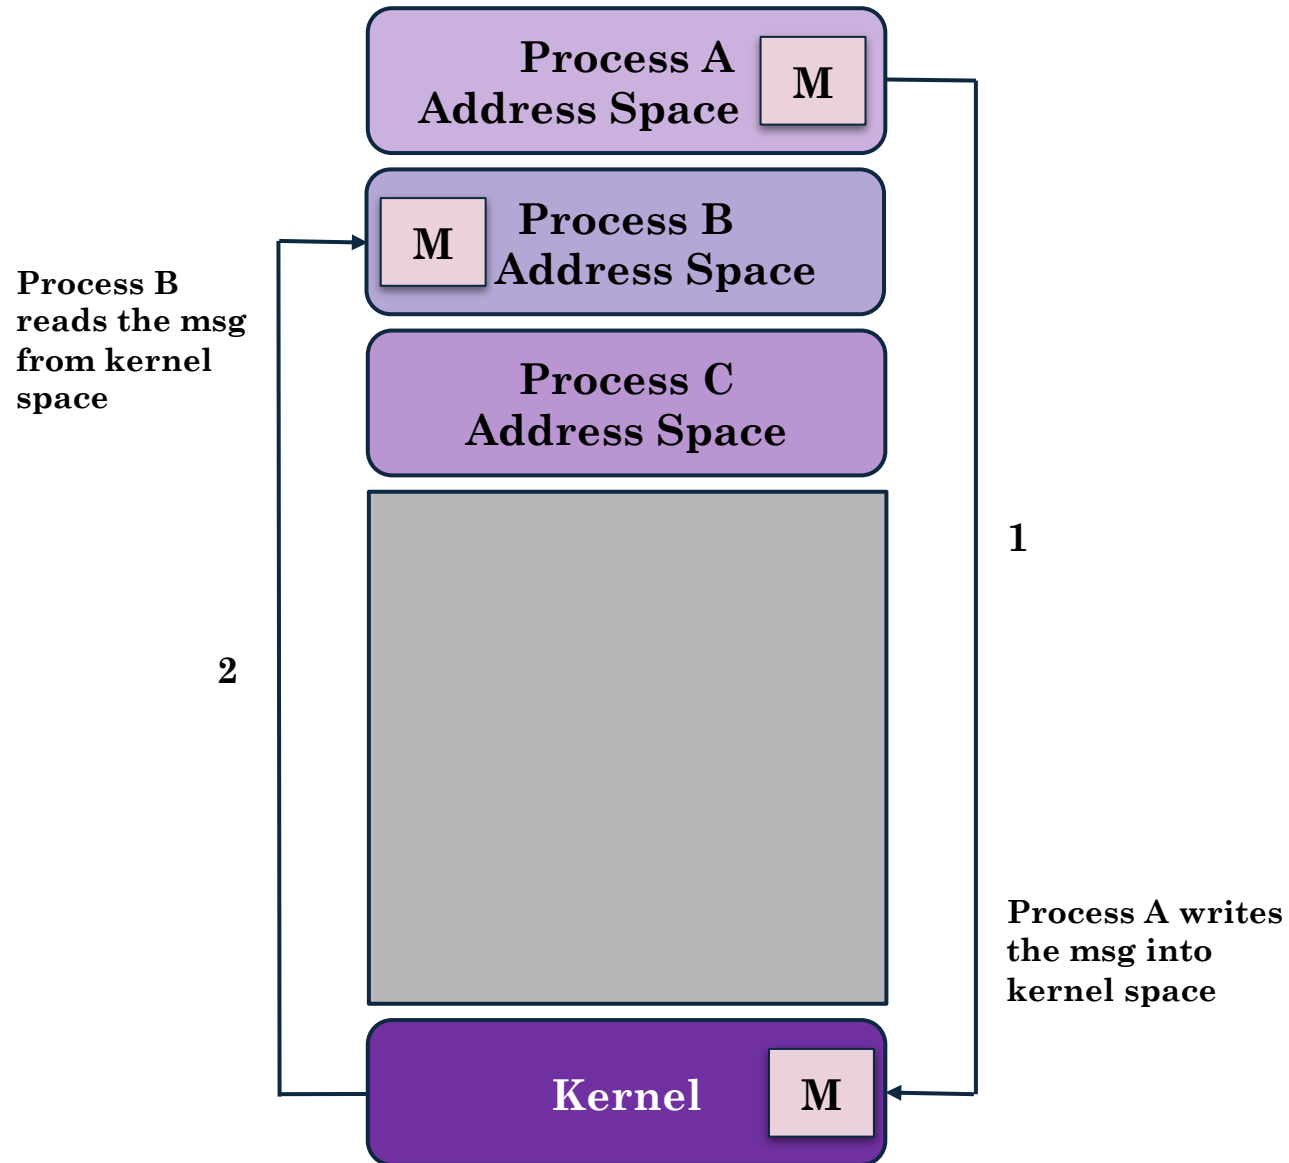 Process A
Address Space
M
Process B
Address Space
M
Process B
reads the msg
from kernel
space
Process C
Address Space
1
2
Process A writes
the msg into
kernel space
Kernel
M